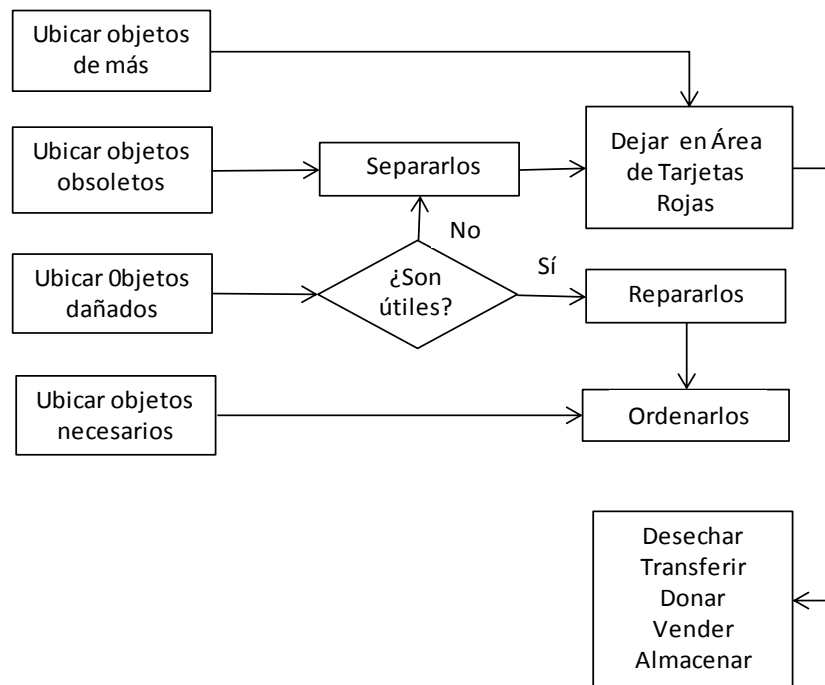 Ubicar objetos
de más
Ubicar objetos
obsoletos
Separarlos
Dejar en Área
de Tarjetas
Rojas
No
Ubicar 0bjetos
dañados
¿Son
útiles?
Sí
Repararlos
Ubicar objetos
necesarios
Ordenarlos
Desechar
Transferir
Donar
Vender
Almacenar